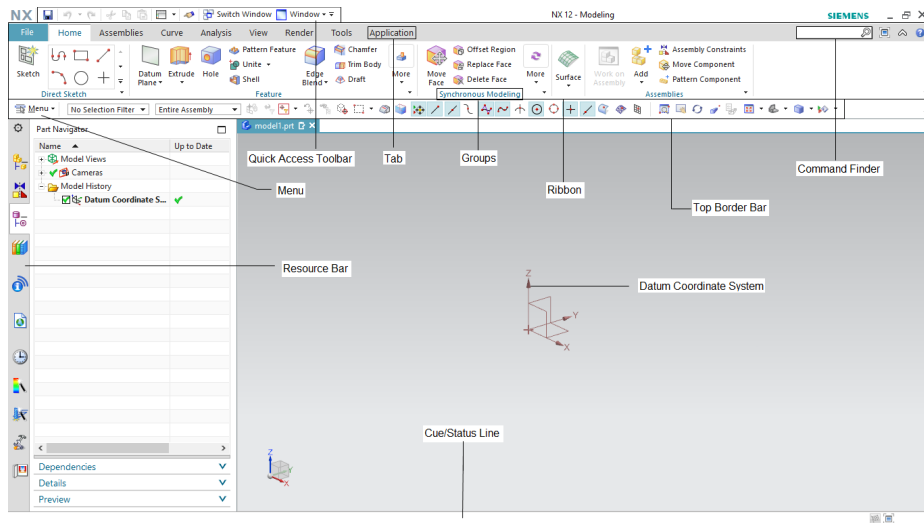 NX Switch Window Window NX 12 - Modeling SIEMENS
File Home Assemblies Curve Analysis View Render Tools Application
Sketch
Datum Plane
Extrude
Hole
Pattern Feature
Unite
Shell
Edge Blend
Chamfer
Trim Body
Draft
More
Move Face
Offset Region
Replace Face
Delete Face
More
Surface
Work on Assembly
Add
Assembly Constraints
Move Component
Pattern Component
Direct Sketch Feature Synchronous Modeling Assemblies
Menu No Selection Filter Entire Assembly
Part Navigator
model1.prt
Name Up to Date
Model Views
Cameras
Model History
Datum Coordinate S...
Quick Access Toolbar
Tab
Groups
Command Finder
Menu
Ribbon
Top Border Bar
Resource Bar
Z
Datum Coordinate System
Y
X
Cue/Status Line
Z
Y
X
Dependencies
Details
Preview